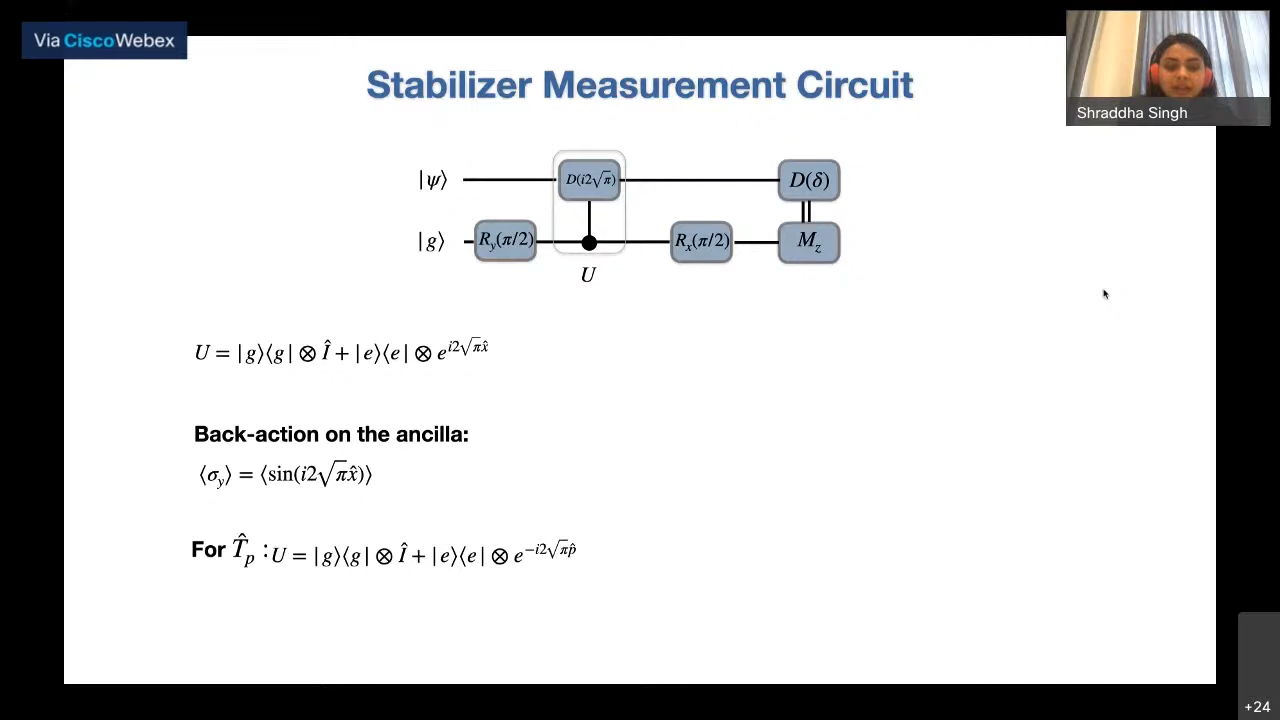 Via CiscoWebex
Stabilizer Measurement Circuit
Shraddha Singh
|ψ⟩ D(i2√π) D(δ)
|g⟩ R_y(π/2) R_x(π/2) M_z
U
U = |g⟩⟨g| ⊗ Î + |e⟩⟨e| ⊗ e^{i2√π x̂}
Back-action on the ancilla:
⟨σ_y⟩ = ⟨sin(i2√π x̂)⟩
For T̂_p : U = |g⟩⟨g| ⊗ Î + |e⟩⟨e| ⊗ e^{−i2√π p̂}
+24